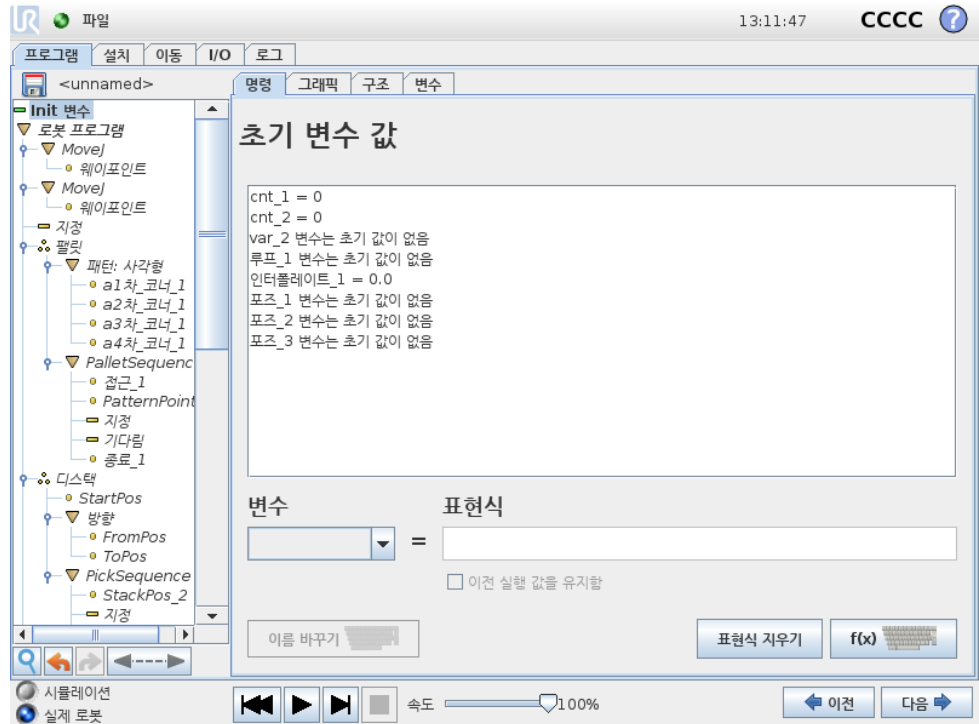 UR 파일 13:11:47 CCCC ?
프로그램 설치 이동 I/O 로그
<unnamed>
명령 그래픽 구조 변수
Init 변수
로봇 프로그램
MoveJ
웨이포인트
MoveJ
웨이포인트
지정
팔릿
패턴: 사각형
a1차_코너_1
a2차_코너_1
a3차_코너_1
a4차_코너_1
PalletSequenc
접근_1
PatternPoint
지정
기다림
종료_1
디스택
StartPos
방향
FromPos
ToPos
PickSequence
StackPos_2
지정
초기 변수 값
cnt_1 = 0
cnt_2 = 0
var_2 변수는 초기 값이 없음
루프_1 변수는 초기 값이 없음
인터폴레이트_1 = 0.0
포즈_1 변수는 초기 값이 없음
포즈_2 변수는 초기 값이 없음
포즈_3 변수는 초기 값이 없음
변수 표현식
=
이전 실행 값을 유지함
이름 바꾸기 표현식 지우기 f(x)
시뮬레이션
실제 로봇
속도 100%
이전 다음